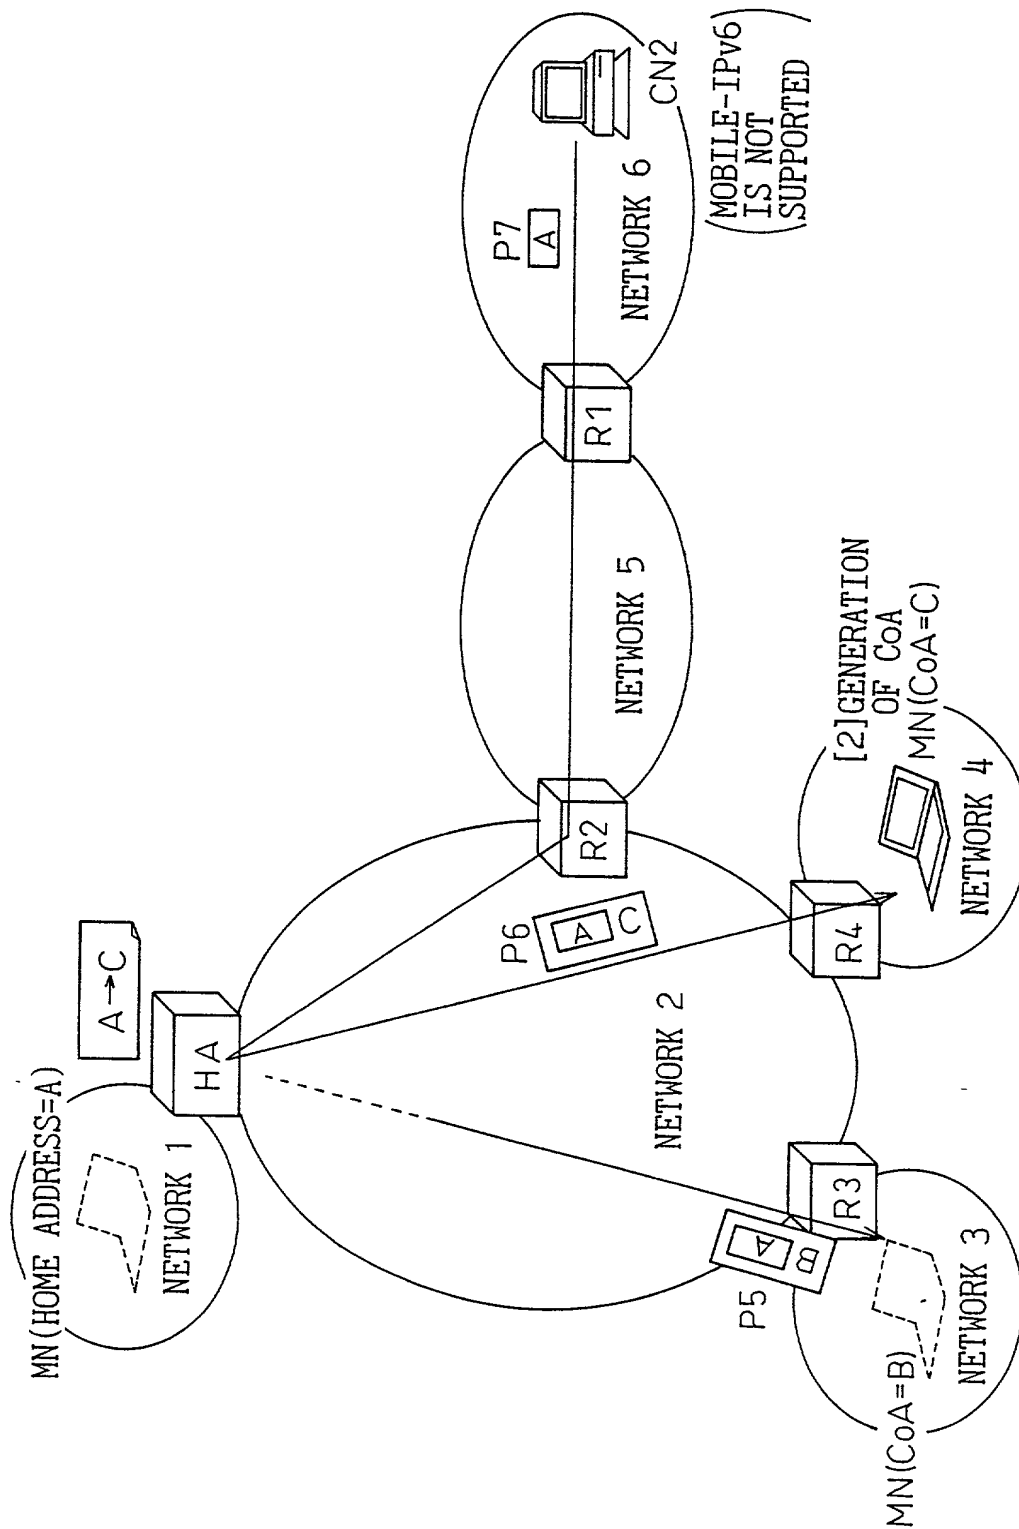 MN(HOME ADDRESS=A)
NETWORK 1
A→C
HA
P6
A
C
NETWORK 2
R2
P5
A
B
R3
MN(CoA=B)
NETWORK 3
R4
[2]GENERATION
OF CoA
MN(CoA=C)
NETWORK 4
NETWORK 5
R1
P7
A
NETWORK 6
CN2
(MOBILE-IPv6
IS NOT
SUPPORTED)